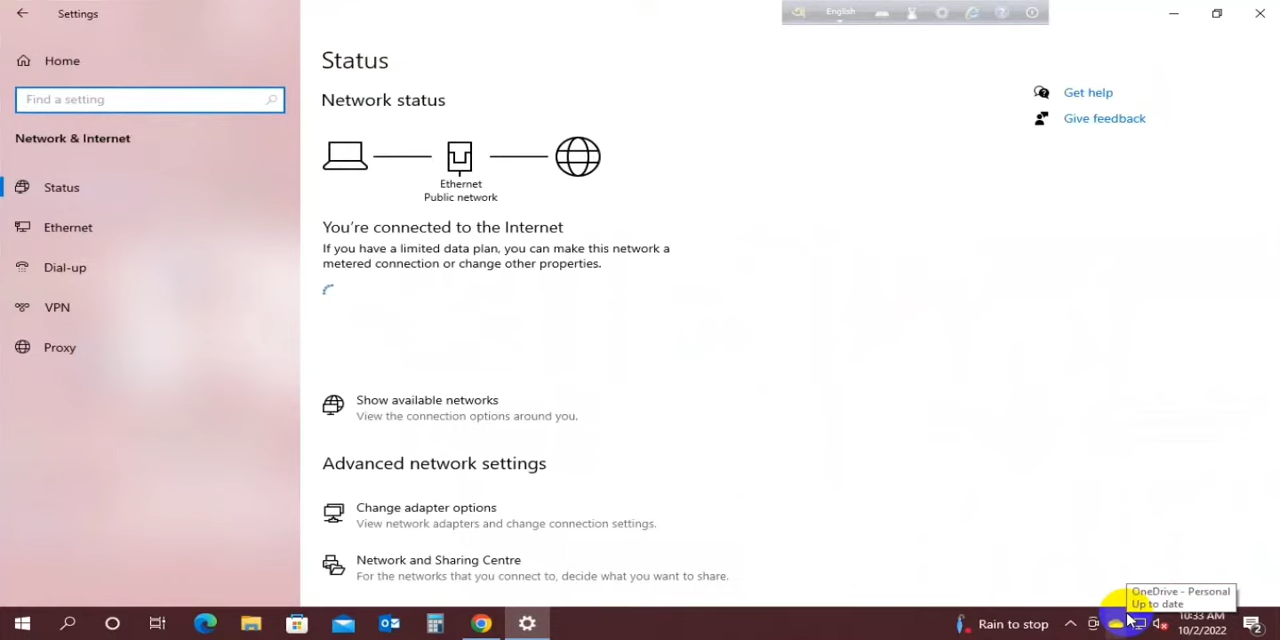 Settings
English
Home
Find a setting
Network & Internet
Status
Ethernet
Dial-up
VPN
Proxy
Status
Network status
Ethernet
Public network
You're connected to the Internet
If you have a limited data plan, you can make this network a
metered connection or change other properties.
Show available networks
View the connection options around you.
Advanced network settings
Change adapter options
View network adapters and change connection settings.
Network and Sharing Centre
For the networks that you connect to, decide what you want to share.
Get help
Give feedback
OneDrive - Personal
Up to date
Rain to stop
10:33 AM
10/2/2022
2